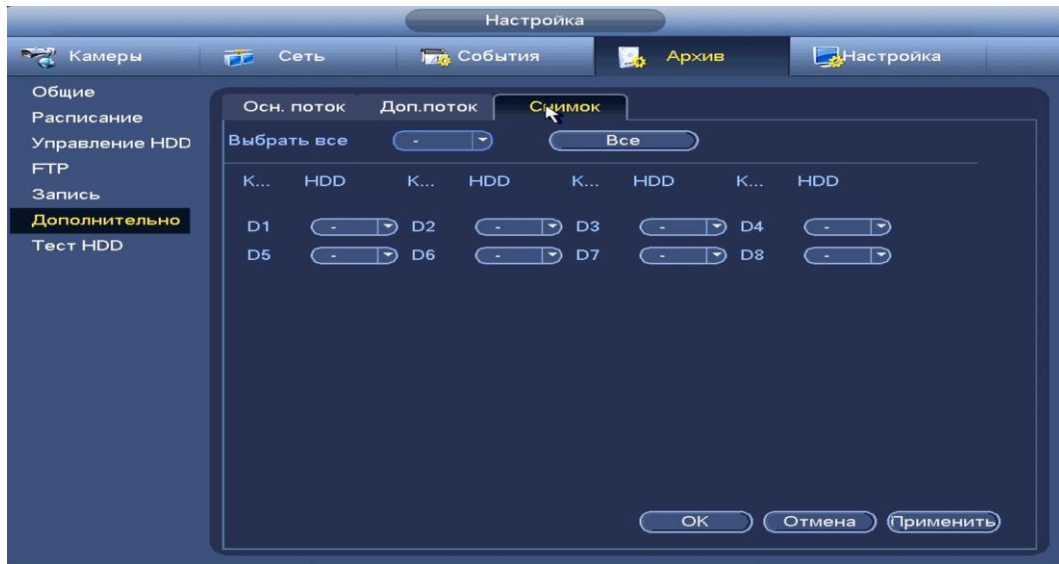 Настройка
Камеры Сеть События Архив Настройка
Общие
Расписание
Управление HDD
FTP
Запись
Дополнительно
Тест HDD
Осн. поток Доп.поток Снимок
Выбрать все - Все
К... HDD К... HDD К... HDD К... HDD
D1 - D2 - D3 - D4 -
D5 - D6 - D7 - D8 -
OK Отмена Применить